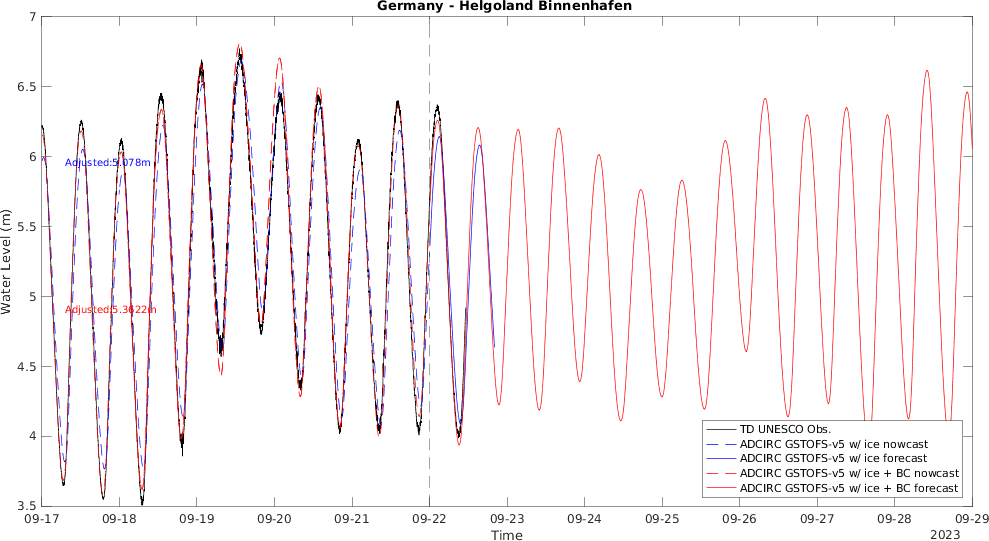 Germany - Helgoland Binnenhafen
7
6.5
6
5.5
5
4.5
4
3.5
Water Level (m)
Adjusted:5.078m
Adjusted:5.3622m
TD UNESCO Obs.
ADCIRC GSTOFS-v5 w/ ice nowcast
ADCIRC GSTOFS-v5 w/ ice forecast
ADCIRC GSTOFS-v5 w/ ice + BC nowcast
ADCIRC GSTOFS-v5 w/ ice + BC forecast
09-17 09-18 09-19 09-20 09-21 09-22 09-23 09-24 09-25 09-26 09-27 09-28 09-29
Time
2023